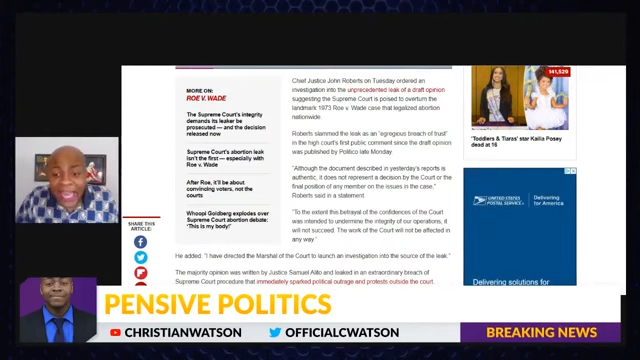 MORE ON:
ROE V. WADE
The Supreme Court's integrity
demands its leaker be
prosecuted — and the decision
released now
Supreme Court's abortion leak
isn't the first — especially with
Roe v. Wade
After Roe, it'll be about
convincing voters, not the
courts
Whoopi Goldberg explodes over
Supreme Court abortion debate:
'This is my body!'
SHARE THIS
ARTICLE:
Chief Justice John Roberts on Tuesday ordered an
investigation into the unprecedented leak of a draft opinion
suggesting the Supreme Court is poised to overturn the
landmark 1973 Roe v. Wade case that legalized abortion
nationwide.
Roberts slammed the leak as an "egregious breach of trust"
in the high court's first public comment since the draft opinion
was published by Politico late Monday.
"Although the document described in yesterday's reports is
authentic, it does not represent a decision by the Court or the
final position of any member on the issues in the case,"
Roberts said in a statement.
"To the extent this betrayal of the confidences of the Court
was intended to undermine the integrity of our operations, it
will not succeed. The work of the Court will not be affected in
any way."
He added: "I have directed the Marshal of the Court to launch an investigation into the source of the leak."
The majority opinion was written by Justice Samuel Alito and leaked in an extraordinary breach of
Supreme Court procedure that immediately sparked political outrage and protests outside the court.
141,529
'Toddlers & Tiaras' star Kailia Posey
dead at 16
UNITED STATES
POSTAL SERVICE
Delivering
for America
Delivering solutions for
PENSIVE POLITICS
CHRISTIANWATSON
OFFICIALCWATSON
BREAKING NEWS